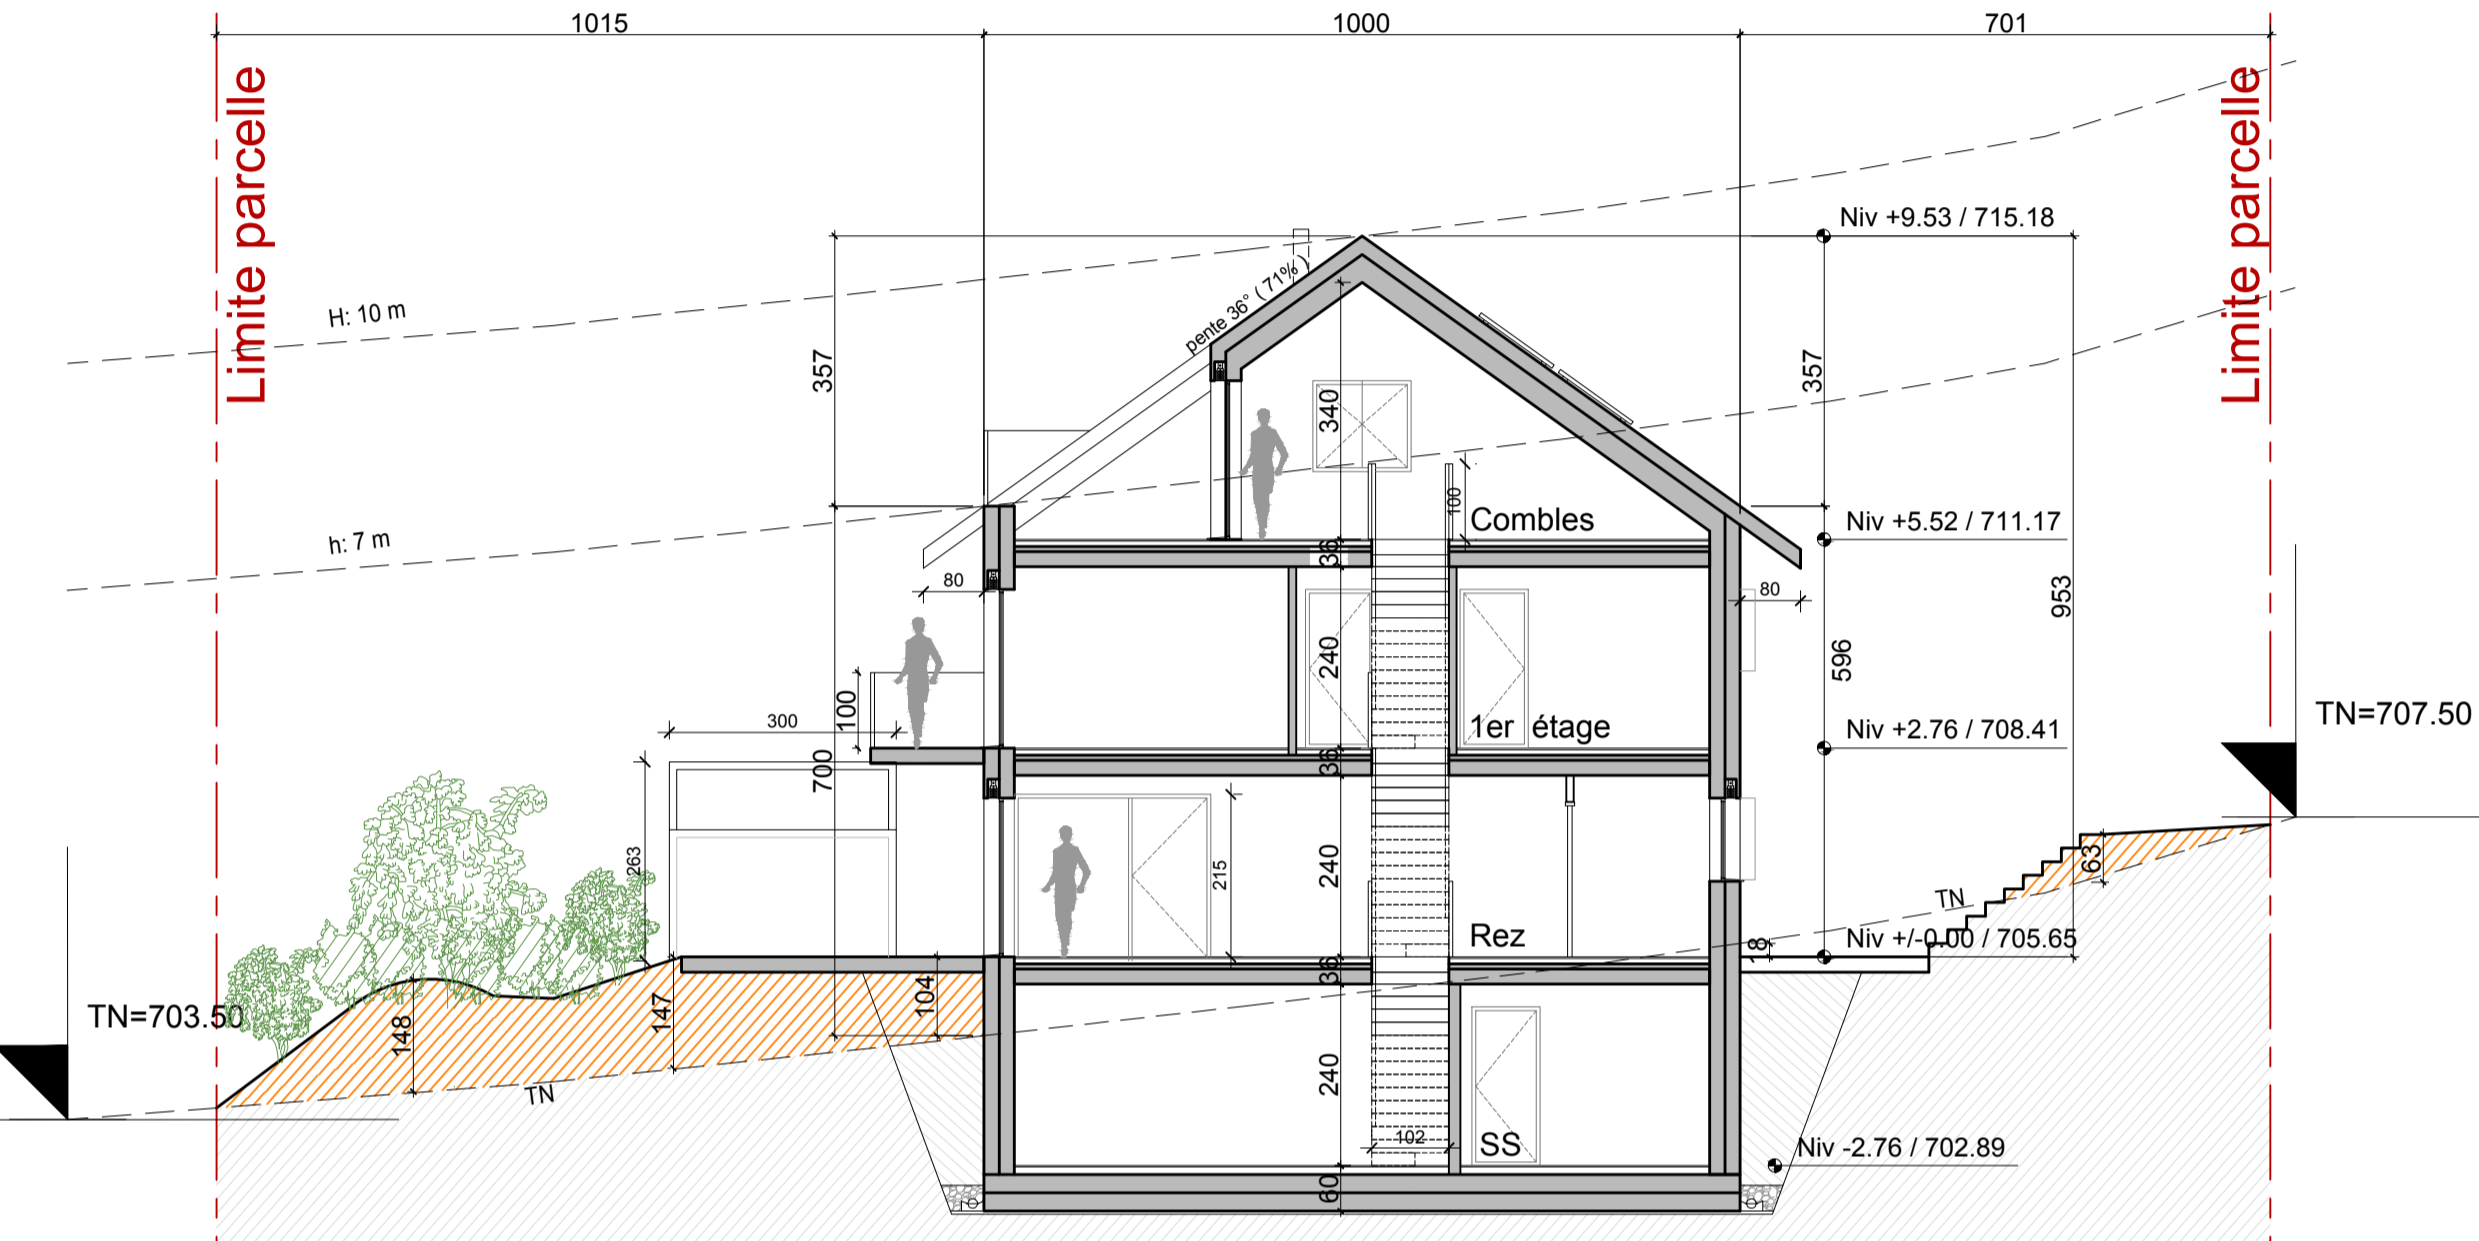 1015
1000
701
Limite parcelle
Limite parcelle
Niv +9.53 / 715.18
pente 36° ( 71% )
H: 10 m
357
357
340
100
Combles
Niv +5.52 / 711.17
h: 7 m
36
80
80
953
596
240
100
300
1er étage
Niv +2.76 / 708.41
TN=707.50
700
36
263
215
240
63
TN
Rez
18
Niv +/-0.00 / 705.65
36
104
147
148
TN=703.50
TN
240
102
SS
Niv -2.76 / 702.89
60